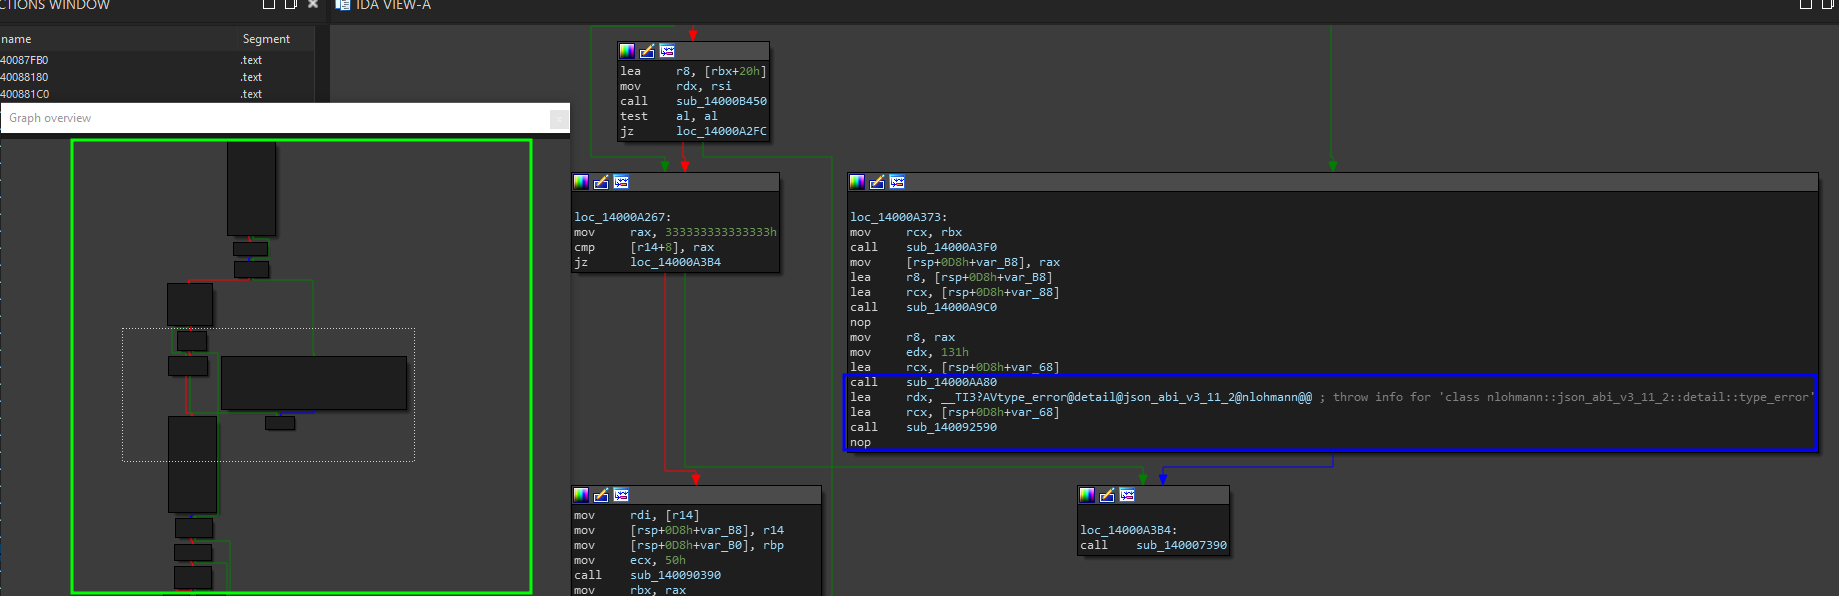 CTIONS WINDOW
IDA VIEW-A
name Segment
40087FB0 .text
40088180 .text
400881C0 .text
Graph overview
lea r8, [rbx+20h]
mov rdx, rsi
call sub_14000B450
test al, al
jz loc_14000A2FC
loc_14000A267:
mov rax, 333333333333333h
cmp [r14+8], rax
jz loc_14000A3B4
loc_14000A373:
mov rcx, rbx
call sub_14000A3F0
mov [rsp+0D8h+var_B8], rax
lea r8, [rsp+0D8h+var_B8]
lea rcx, [rsp+0D8h+var_88]
call sub_14000A9C0
nop
mov r8, rax
mov edx, 131h
lea rcx, [rsp+0D8h+var_68]
call sub_14000AA80
lea rdx, __TI3?AVtype_error@detail@json_abi_v3_11_2@nlohmann@@ ; throw info for 'class nlohmann::json_abi_v3_11_2::detail::type_error'
lea rcx, [rsp+0D8h+var_68]
call sub_140092590
nop
mov rdi, [r14]
mov [rsp+0D8h+var_B8], r14
mov [rsp+0D8h+var_B0], rbp
mov ecx, 50h
call sub_140090390
mov rbx, rax
loc_14000A3B4:
call sub_140007390